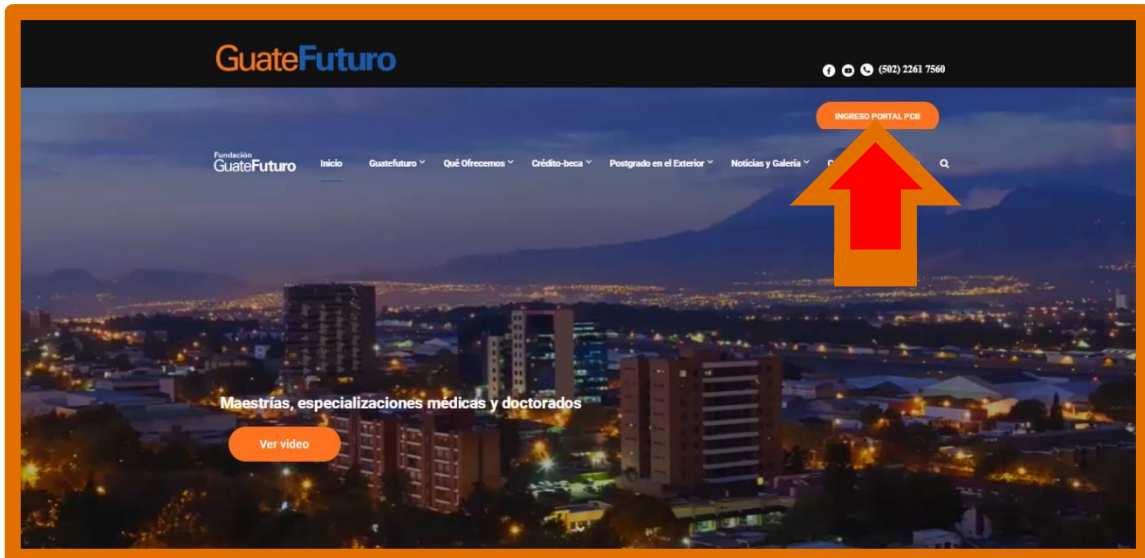 GuateFuturo
(502) 2261 7560
INGRESO PORTAL PCB
Fundación
GuateFuturo
Inicio
Guatefuturo
Qué Ofrecemos
Crédito-beca
Postgrado en el Exterior
Noticias y Galería
Maestrías, especializaciones médicas y doctorados
Ver video